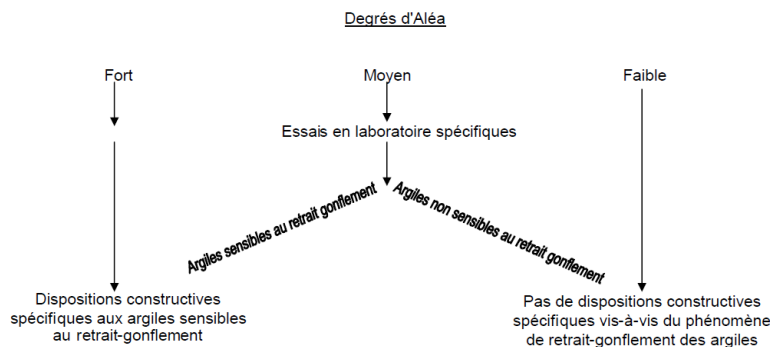 Degrés d'Aléa
Fort
Moyen
Faible
Essais en laboratoire spécifiques
Argiles sensibles au retrait gonflement
Argiles non sensibles au retrait gonflement
Dispositions constructives
spécifiques aux argiles sensibles
au retrait-gonflement
Pas de dispositions constructives
spécifiques vis-à-vis du phénomène
de retrait-gonflement des argiles